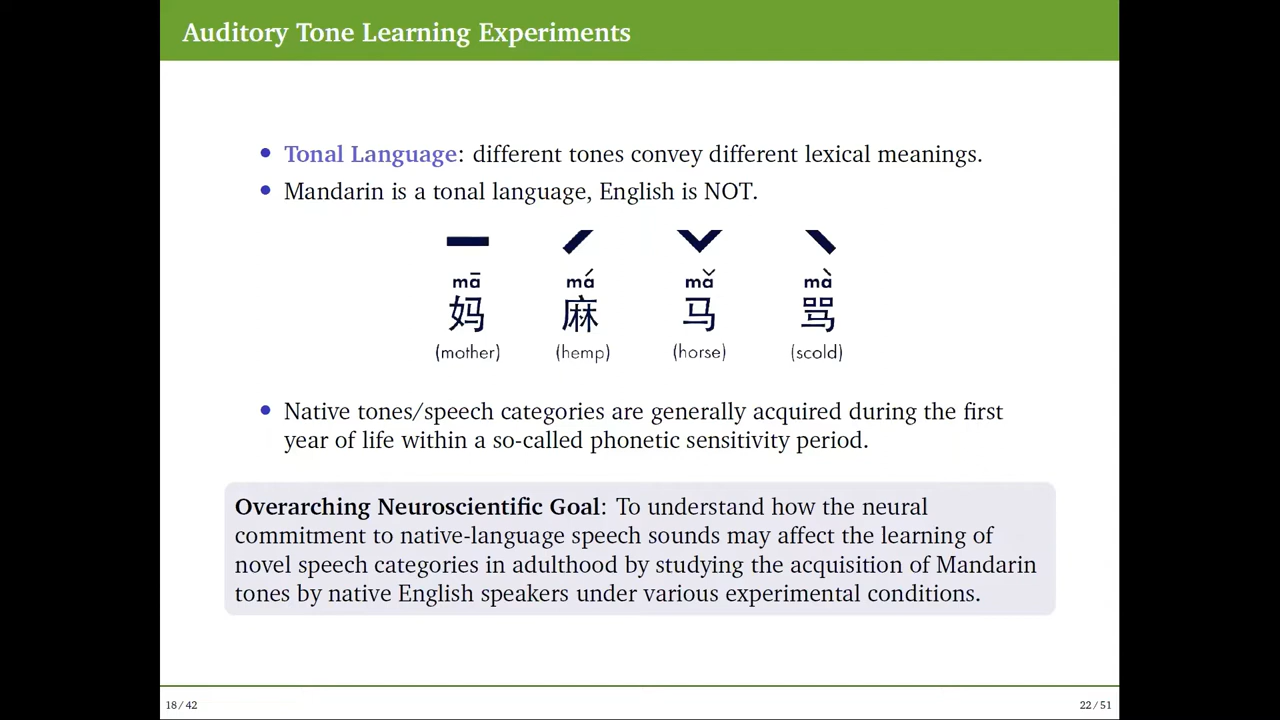 Auditory Tone Learning Experiments
• Tonal Language: different tones convey different lexical meanings.
• Mandarin is a tonal language, English is NOT.
mā má mǎ mà
妈 麻 马 骂
(mother) (hemp) (horse) (scold)
• Native tones/speech categories are generally acquired during the first
year of life within a so-called phonetic sensitivity period.
Overarching Neuroscientific Goal: To understand how the neural
commitment to native-language speech sounds may affect the learning of
novel speech categories in adulthood by studying the acquisition of Mandarin
tones by native English speakers under various experimental conditions.
18/42 22/51